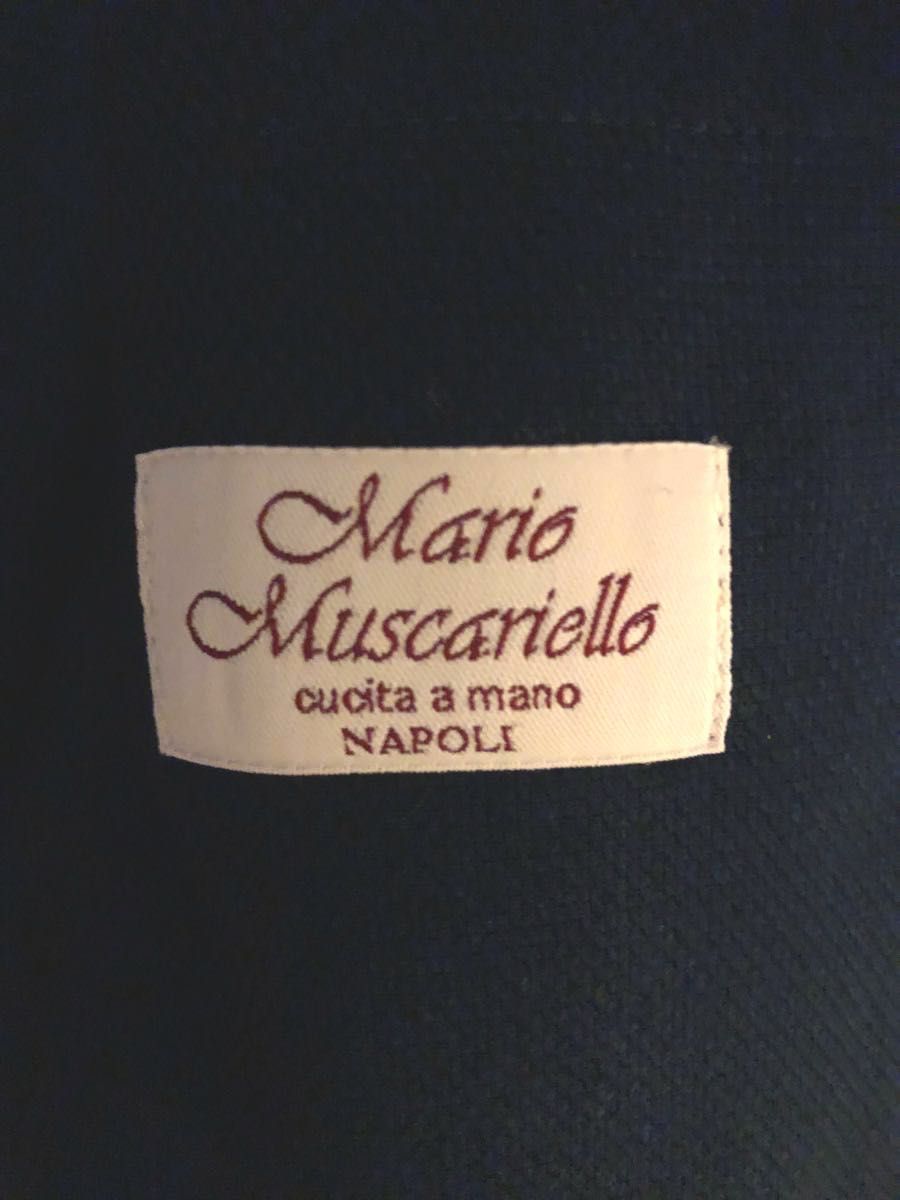 Mario
Muscariello
cucita a mano
NAPOLI